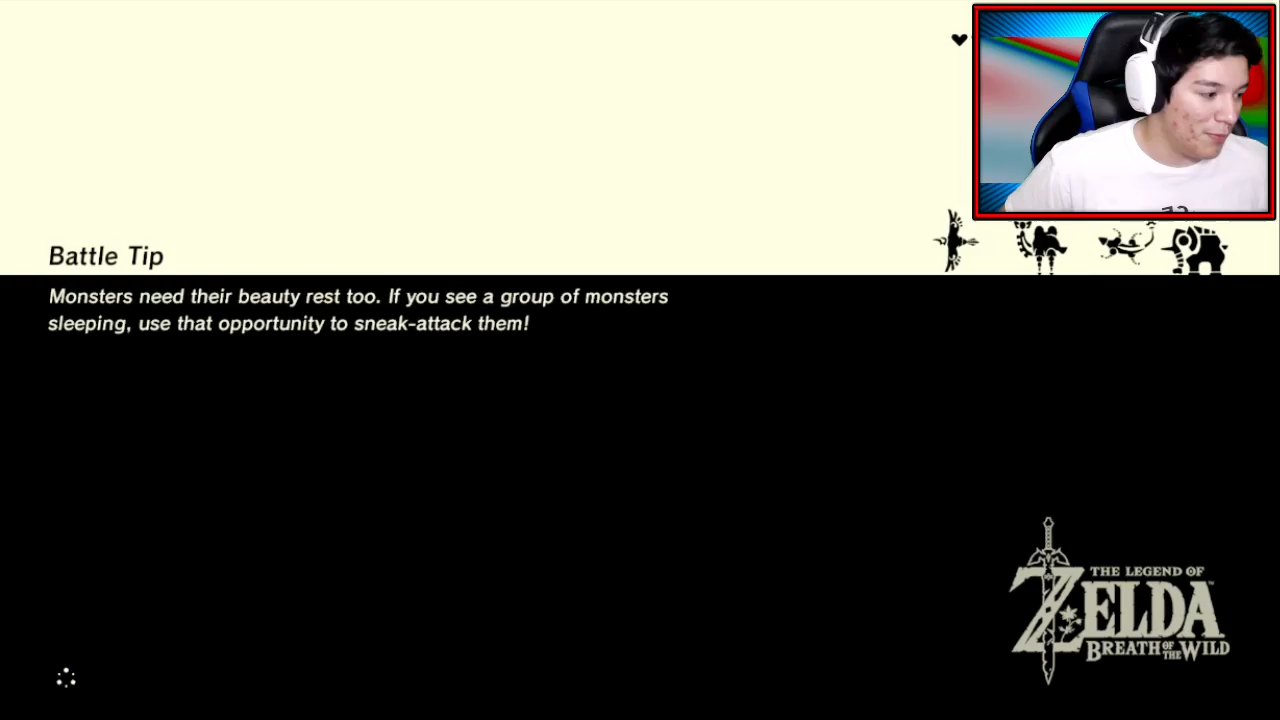 Battle Tip
Monsters need their beauty rest too. If you see a group of monsters
sleeping, use that opportunity to sneak-attack them!
THE LEGEND OF
ZELDA
BREATH OF THE WILD